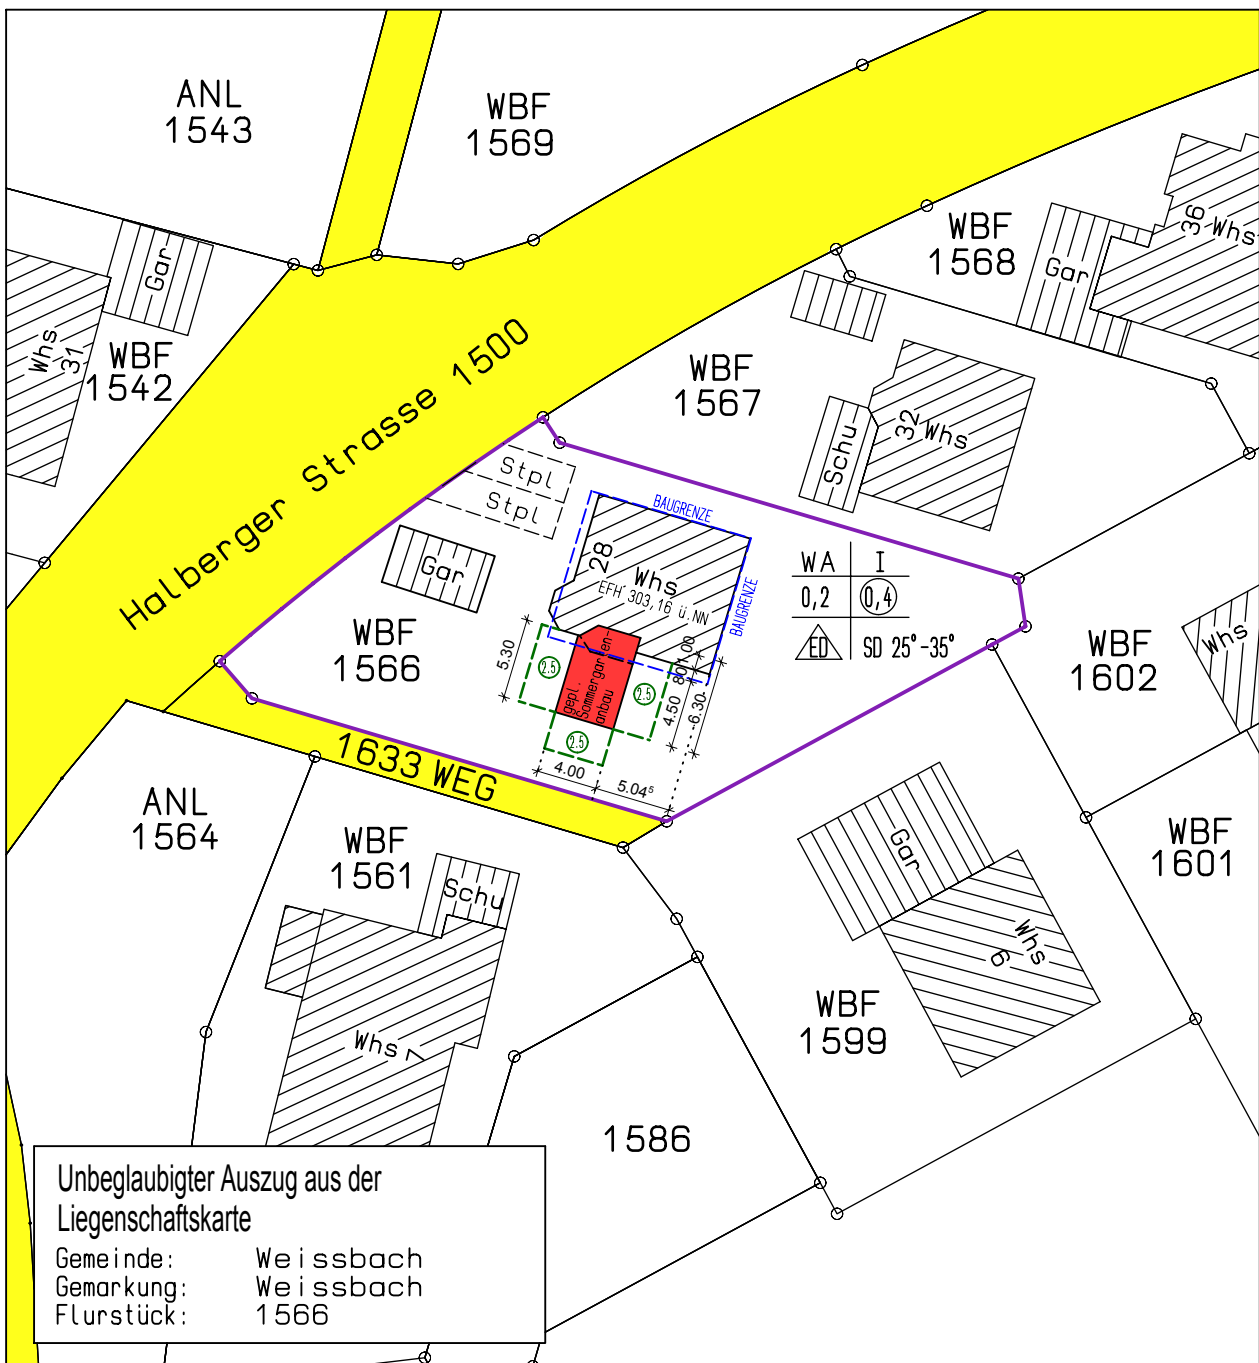 ANL
1543
WBF
1569
WBF
1568
36
Whs
Gar
Gar
Whs
31
WBF
1542
Halberger Strasse 1500
WBF
1567
32
Whs
Schu
Stpl
Stpl
BAUGRENZE
28
Whs
EFH 303,16 ü.NN
BAUGRENZE
Gar
WA I
0,2 0,4
ED SD 25°-35°
WBF
1566
5.30
2.5
gepl.
Sommergarten-
anbau
2.5
2.5
1.00
80
4.50
6.30
4.00
5.04⁵
WBF
1602
Whs
1633 WEG
ANL
1564
WBF
1561
Schu
Whs
Gar
Whs
6
WBF
1601
WBF
1599
1586
Unbeglaubigter Auszug aus der
Liegenschaftskarte
Gemeinde: Weissbach
Gemarkung: Weissbach
Flurstück: 1566